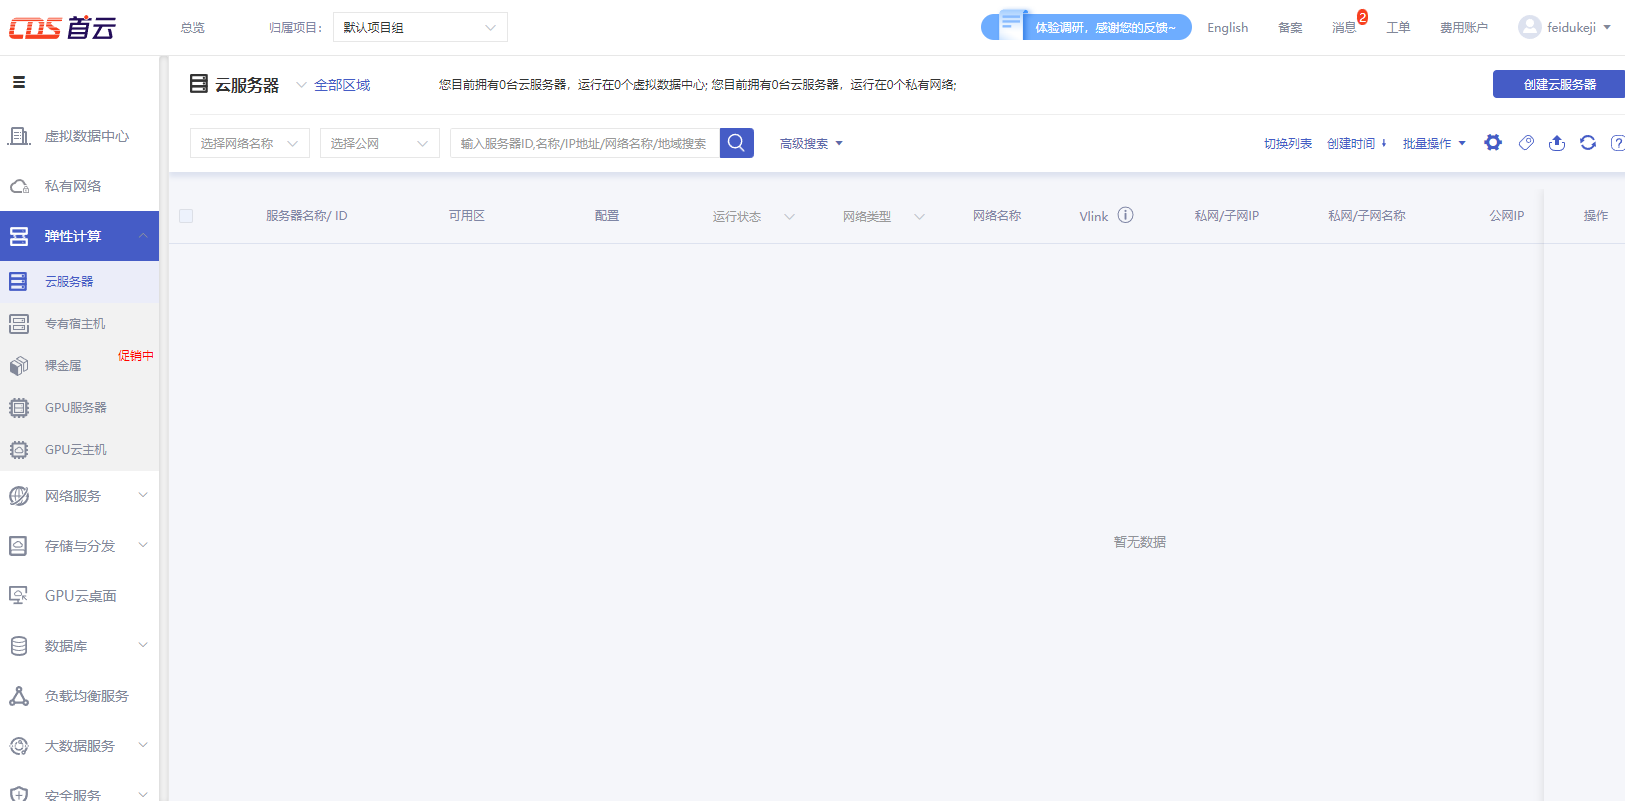 CDS 首云
总览
归属项目:
默认项目组
体验调研，感谢您的反馈~
English
备案
消息
2
工单
费用账户
feidukeji
云服务器
全部区域
您目前拥有0台云服务器，运行在0个虚拟数据中心; 您目前拥有0台云服务器，运行在0个私有网络;
创建云服务器
选择网络名称
选择公网
输入服务器ID,名称/IP地址/网络名称/地域搜索
高级搜索
切换列表
创建时间
批量操作
虚拟数据中心
私有网络
弹性计算
云服务器
专有宿主机
裸金属
促销中
GPU服务器
GPU云主机
网络服务
存储与分发
GPU云桌面
数据库
负载均衡服务
大数据服务
安全服务
服务器名称/ ID
可用区
配置
运行状态
网络类型
网络名称
Vlink
私网/子网IP
私网/子网名称
公网IP
操作
暂无数据